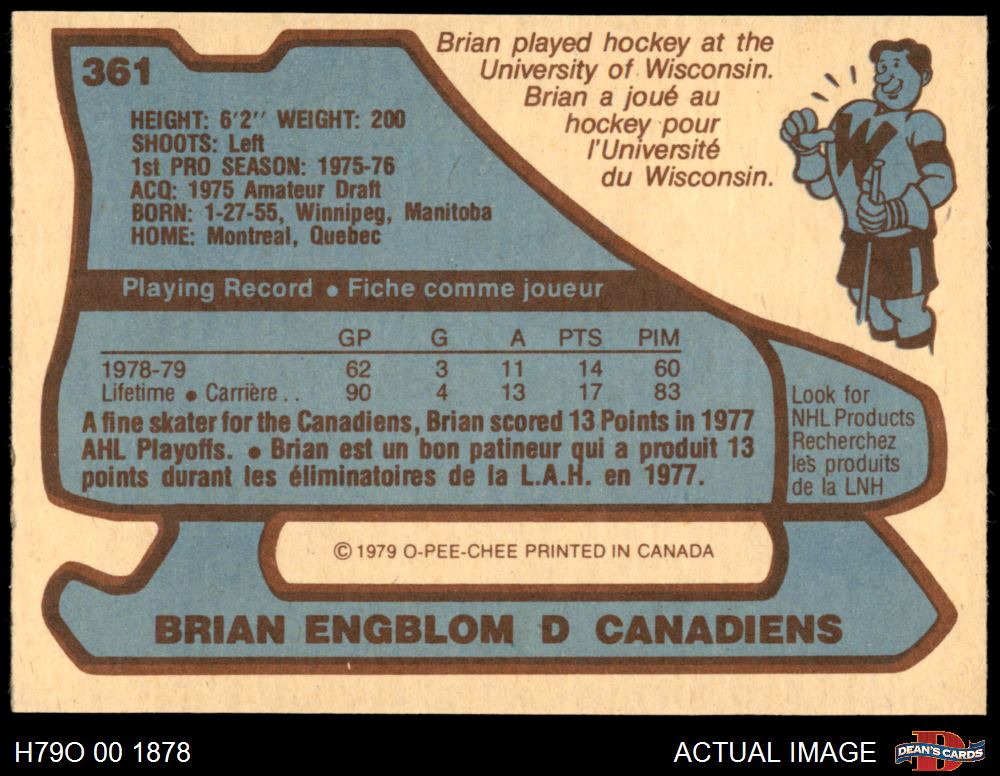 361
Brian played hockey at the
University of Wisconsin.
Brian a joué au
hockey pour
l'Université
du Wisconsin.
W
HEIGHT: 6'2" WEIGHT: 200
SHOOTS: Left
1st PRO SEASON: 1975-76
ACQ: 1975 Amateur Draft
BORN: 1-27-55, Winnipeg, Manitoba
HOME: Montreal, Quebec
Playing Record • Fiche comme joueur
GP G A PTS PIM
1978-79 62 3 11 14 60
Lifetime • Carrière . . 90 4 13 17 83
A fine skater for the Canadiens, Brian scored 13 Points in 1977
AHL Playoffs. • Brian est un bon patineur qui a produit 13
points durant les éliminatoires de la L.A.H. en 1977.
Look for
NHL Products
Recherchez
les produits
de la LNH
© 1979 O-PEE-CHEE PRINTED IN CANADA
BRIAN ENGBLOM D CANADIENS
H79O 00 1878
ACTUAL IMAGE
D
DEAN'S CARDS